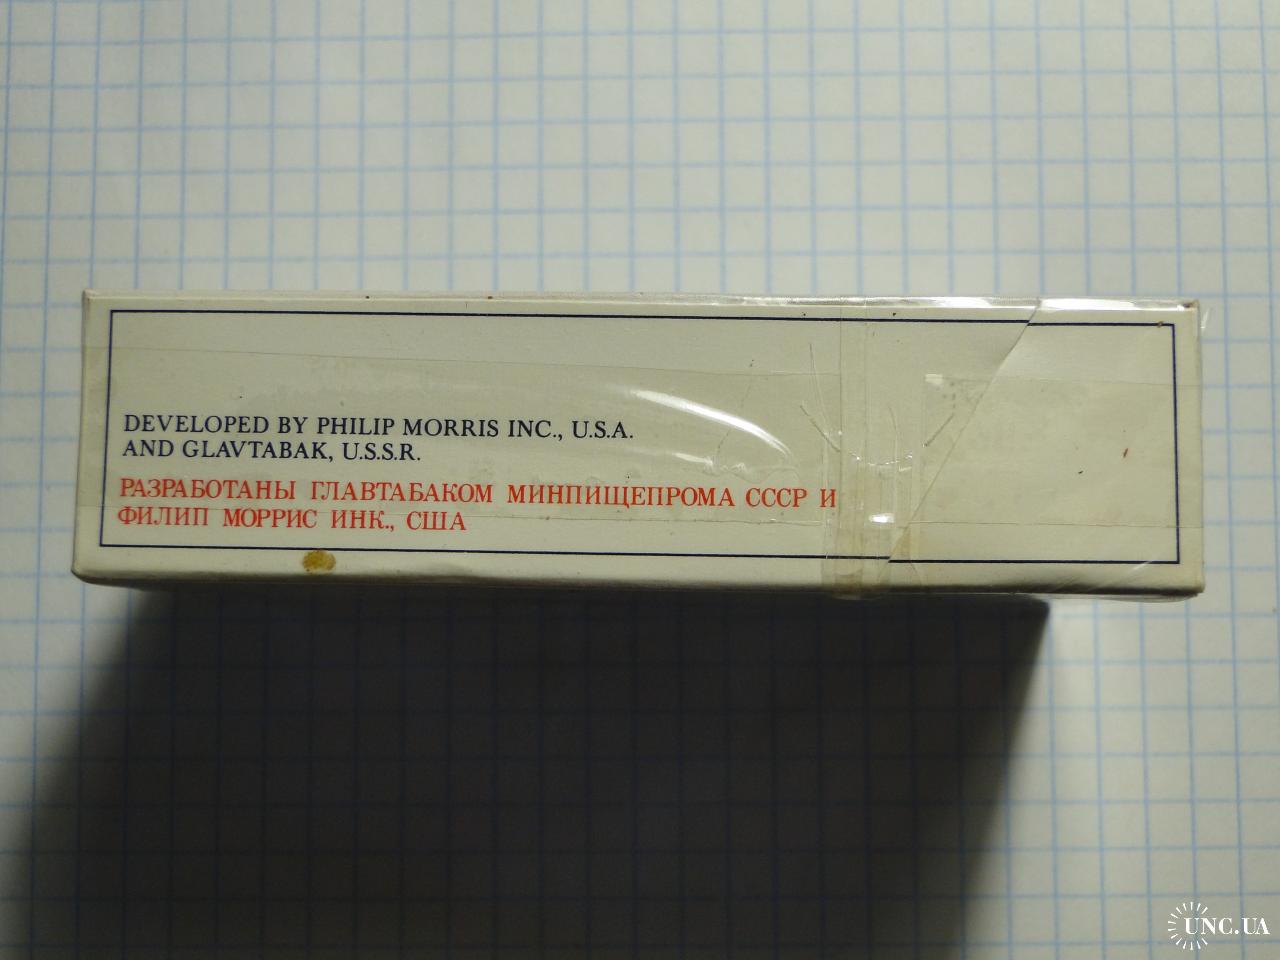 DEVELOPED BY PHILIP MORRIS INC., U.S.A.
AND GLAVTABAK, U.S.S.R.
РАЗРАБОТАНЫ ГЛАВТАБАКОМ МИНПИЩЕПРОМА СССР И
ФИЛИП МОРРИС ИНК., США
UNC.UA